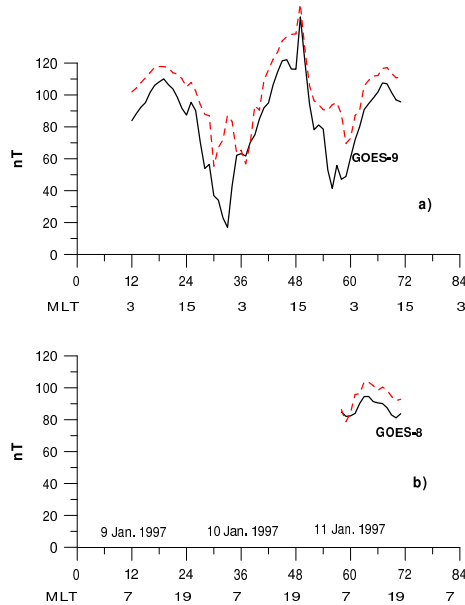 a)
120
100
80
60
40
20
0
nT
GOES-9
0 12 24 36 48 60 72 84
MLT 3 15 3 15 3 15 3
120
100
80
60
40
20
0
nT
GOES-8
b)
9 Jan. 1997 10 Jan. 1997 11 Jan. 1997
0 12 24 36 48 60 72 84
MLT 7 19 7 19 7 19 7